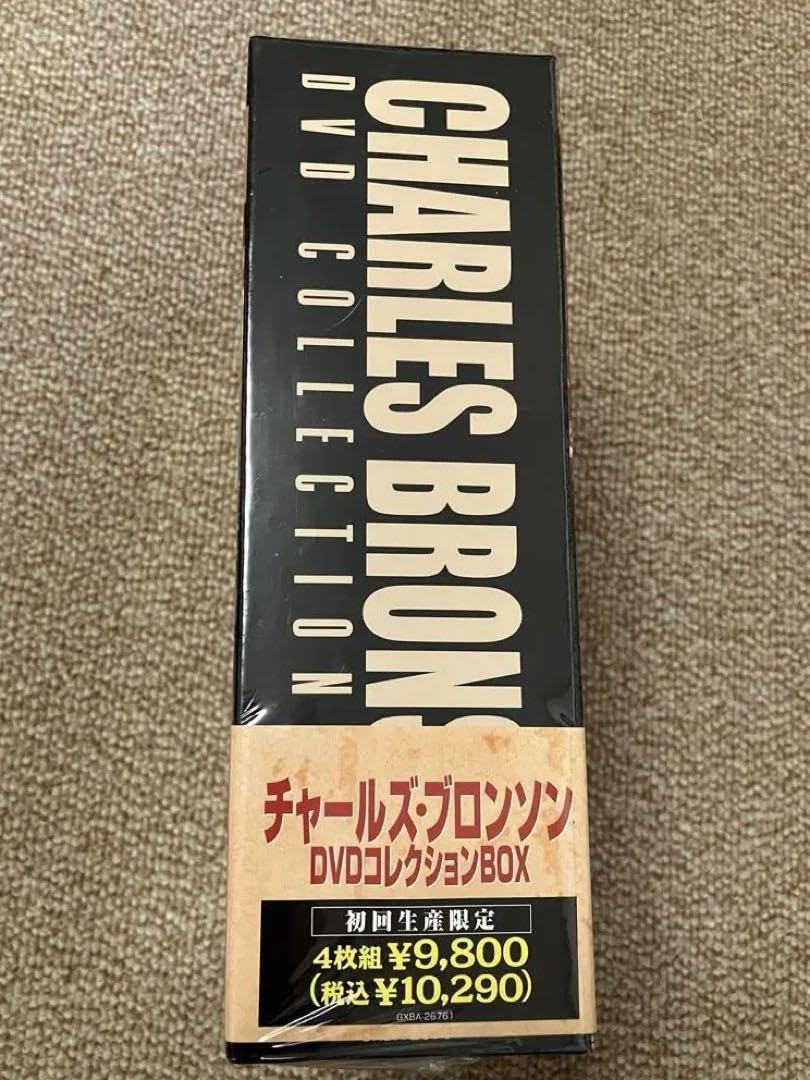 CHARLES BRONS
DVD COLLECTION
チャールズ・ブロンソン
DVDコレクションBOX
初回生産限定
4枚組 ¥9,800
(税込 ¥10,290)
GXBA-26761